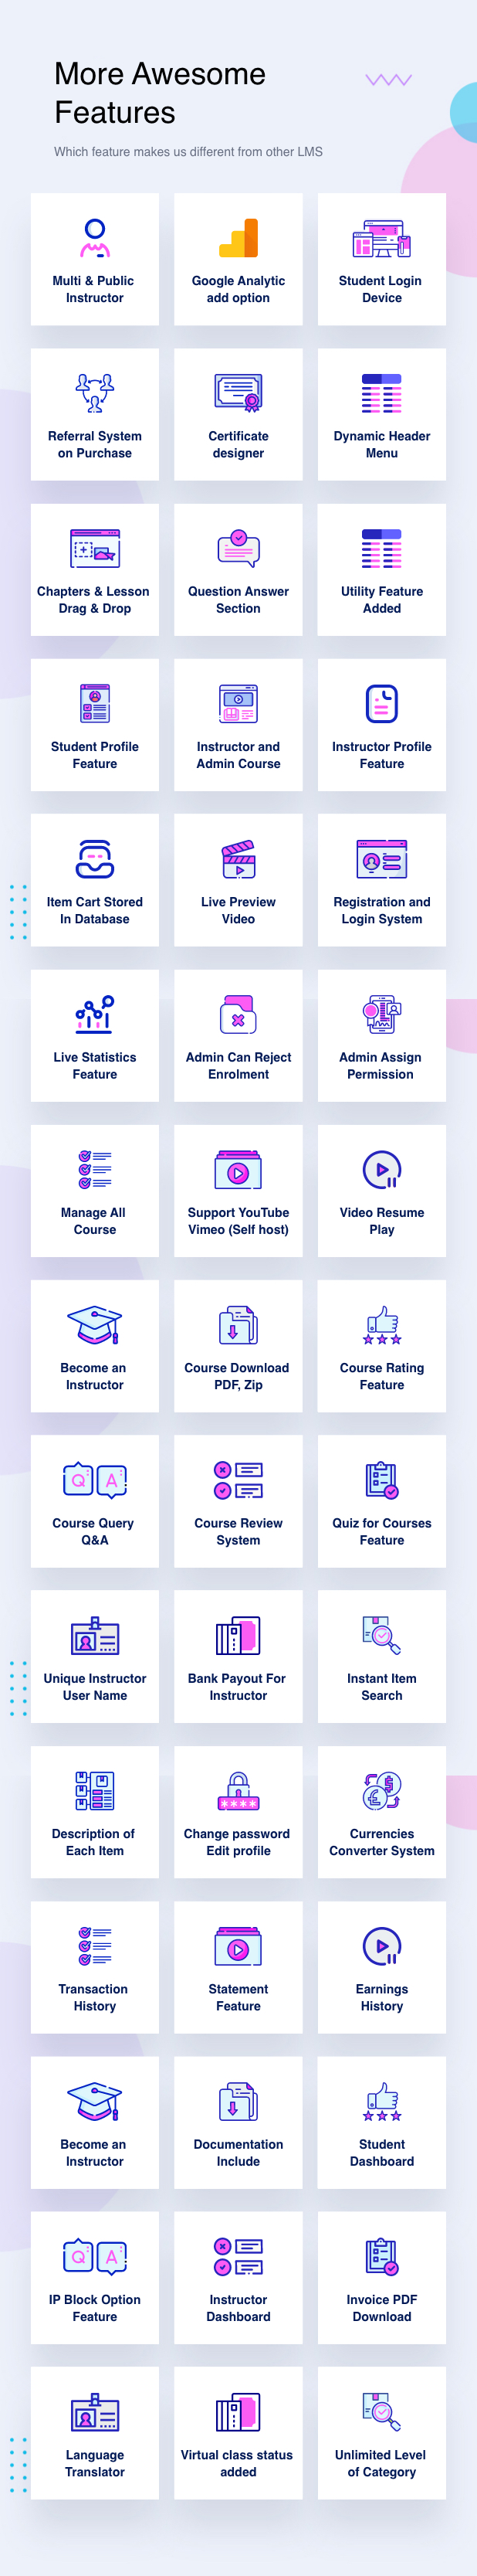 More Awesome
Features
Which feature makes us different from other LMS
Multi & Public
Instructor
Google Analytic
add option
Student Login
Device
Referral System
on Purchase
Certificate
designer
Dynamic Header
Menu
Chapters & Lesson
Drag & Drop
Question Answer
Section
Utility Feature
Added
Student Profile
Feature
Instructor and
Admin Course
Instructor Profile
Feature
Item Cart Stored
In Database
Live Preview
Video
Registration and
Login System
Live Statistics
Feature
Admin Can Reject
Enrolment
Admin Assign
Permission
Manage All
Course
Support YouTube
Vimeo (Self host)
Video Resume
Play
Become an
Instructor
Course Download
PDF, Zip
Course Rating
Feature
Q A
Course Query
Q&A
Course Review
System
Quiz for Courses
Feature
Unique Instructor
User Name
Bank Payout For
Instructor
Instant Item
Search
Description of
Each Item
Change password
Edit profile
Currencies
Converter System
Transaction
History
Statement
Feature
Earnings
History
Become an
Instructor
Documentation
Include
Student
Dashboard
Q A
IP Block Option
Feature
Instructor
Dashboard
Invoice PDF
Download
Language
Translator
Virtual class status
added
Unlimited Level
of Category